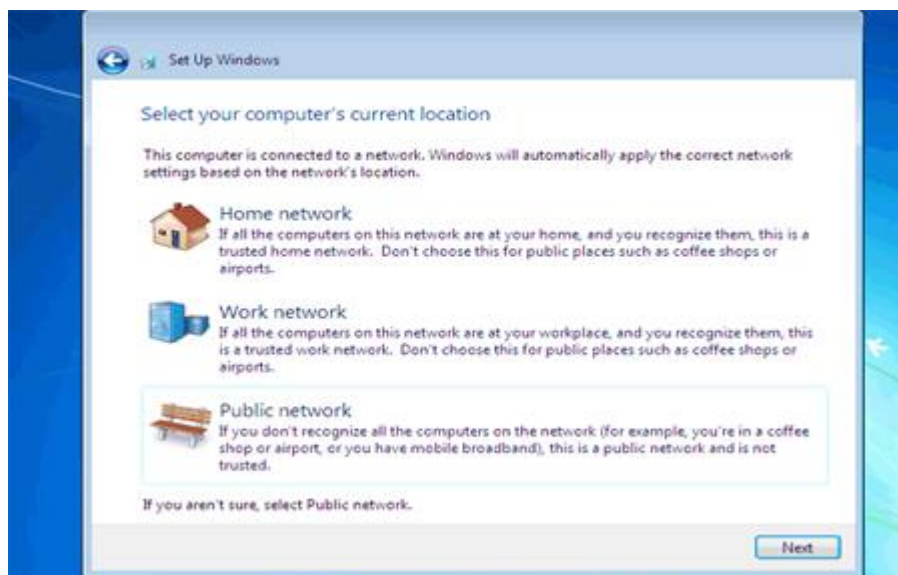 Set Up Windows
Select your computer's current location
This computer is connected to a network. Windows will automatically apply the correct network
settings based on the network's location.
Home network
If all the computers on this network are at your home, and you recognize them, this is a
trusted home network. Don't choose this for public places such as coffee shops or
airports.
Work network
If all the computers on this network are at your workplace, and you recognize them, this
is a trusted work network. Don't choose this for public places such as coffee shops or
airports.
Public network
If you don't recognize all the computers on the network (for example, you're in a coffee
shop or airport, or you have mobile broadband), this is a public network and is not
trusted.
If you aren't sure, select Public network.
Next